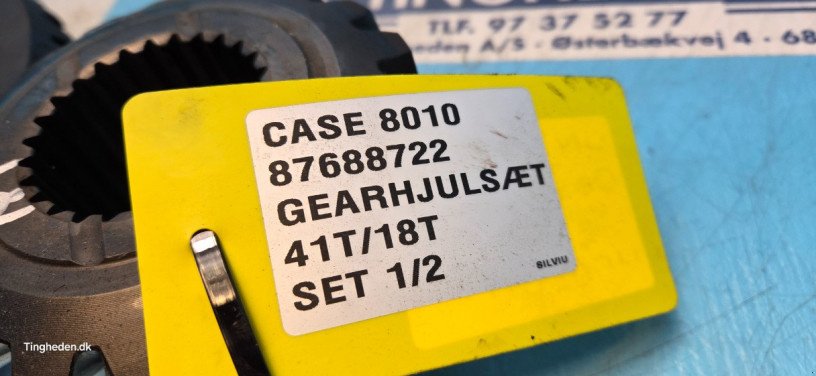 TLF. 97 37 52 77
heden A/S - Østerbækvej 4 - 68
CASE 8010
87688722
GEARHJULSÆT
41T/18T
SET 1/2
SILVIU
Tingheden.dk